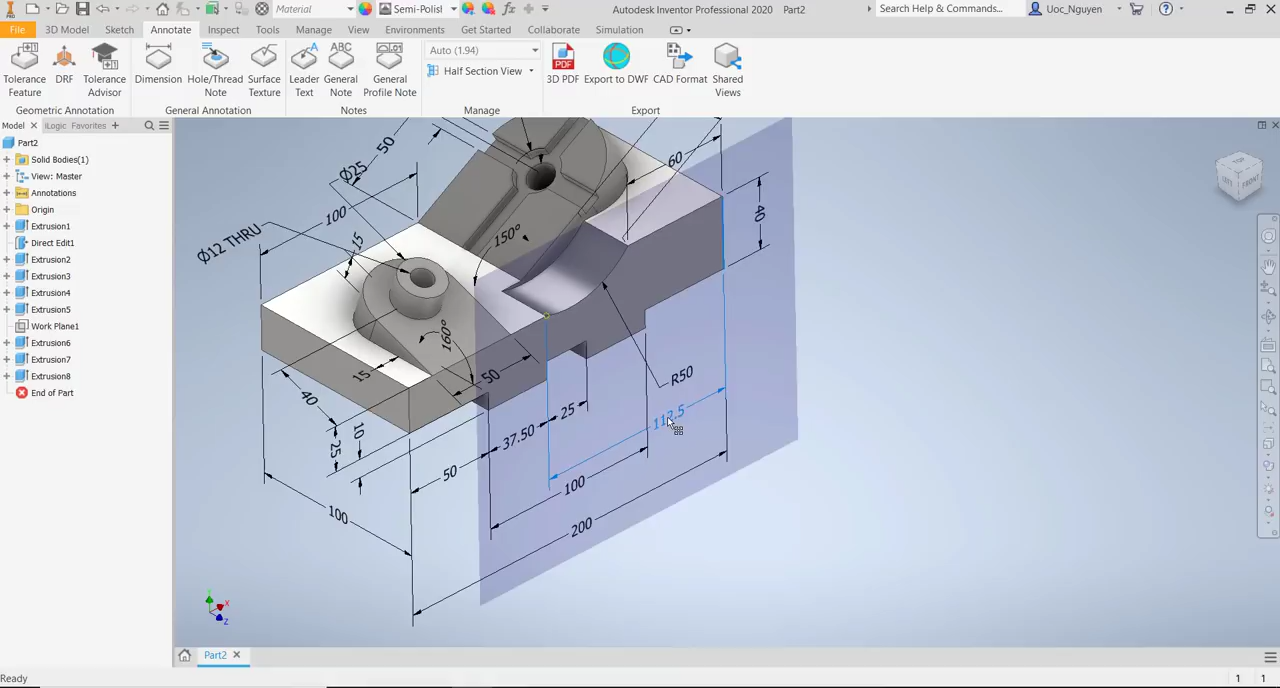 Material
Semi-Polish
Autodesk Inventor Professional 2020 Part2
Search Help & Commands...
Uoc_Nguyen
File
3D Model
Sketch
Annotate
Inspect
Tools
Manage
View
Environments
Get Started
Collaborate
Simulation
Tolerance Feature
DRF
Tolerance Advisor
Dimension
Hole/Thread Note
Surface Texture
Leader Text
General Note
General Profile Note
Auto (1.94)
Half Section View
3D PDF
Export to DWF
CAD Format
Shared Views
Geometric Annotation
General Annotation
Notes
Manage
Export
Model
iLogic
Favorites
Part2
Solid Bodies(1)
View: Master
Annotations
Origin
Extrusion1
Direct Edit1
Extrusion2
Extrusion3
Extrusion4
Extrusion5
Work Plane1
Extrusion6
Extrusion7
Extrusion8
End of Part
50
Ø25
100
Ø12 THRU
15
150°
60
40
TOP
LEFT
FRONT
160°
15
50
40
10
25
37.50
25
R50
112.5
50
100
100
200
Y
X
Z
Part2
Ready
1
1